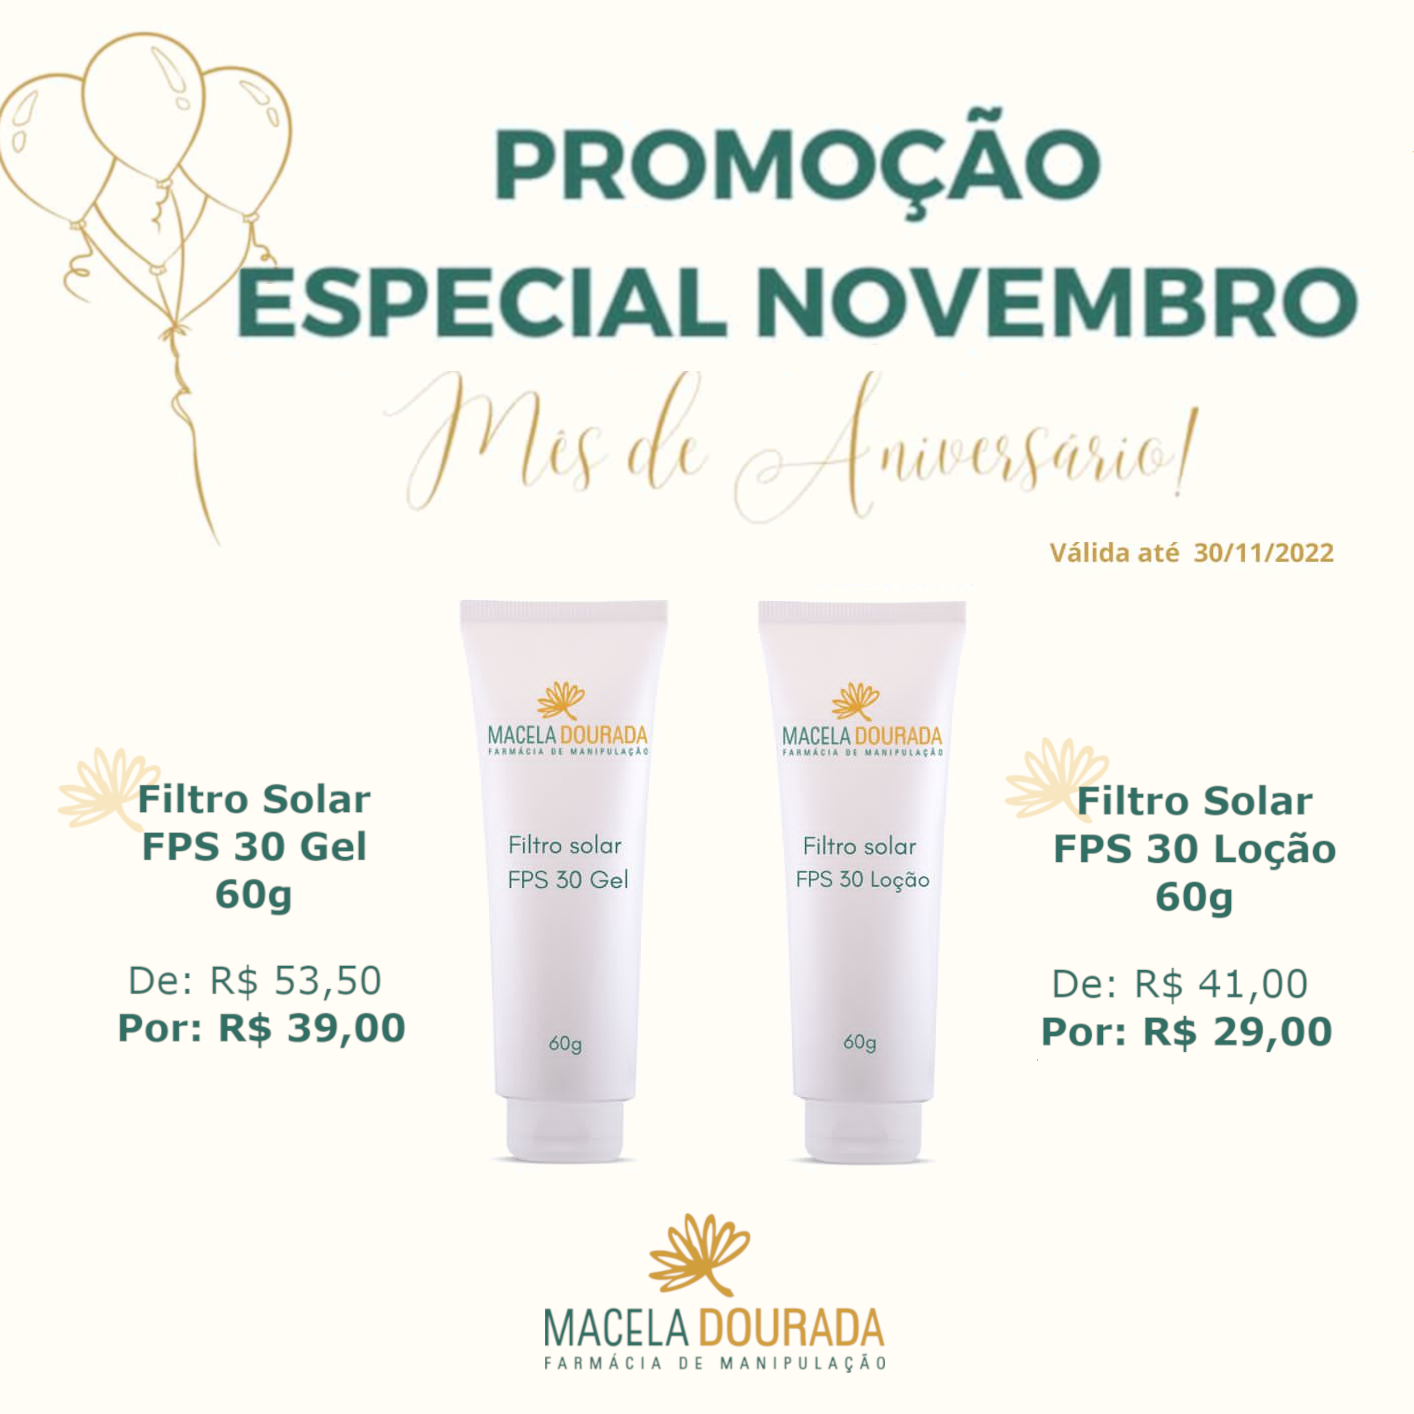 PROMOÇÃO
ESPECIAL NOVEMBRO
Mês de Aniversário!
Válida até 30/11/2022
MACELA DOURADA
FARMÁCIA DE MANIPULAÇÃO
Filtro solar
FPS 30 Gel
60g
MACELA DOURADA
FARMÁCIA DE MANIPULAÇÃO
Filtro solar
FPS 30 Loção
60g
Filtro Solar
FPS 30 Gel
60g
De: R$ 53,50
Por: R$ 39,00
Filtro Solar
FPS 30 Loção
60g
De: R$ 41,00
Por: R$ 29,00
MACELA DOURADA
FARMÁCIA DE MANIPULAÇÃO